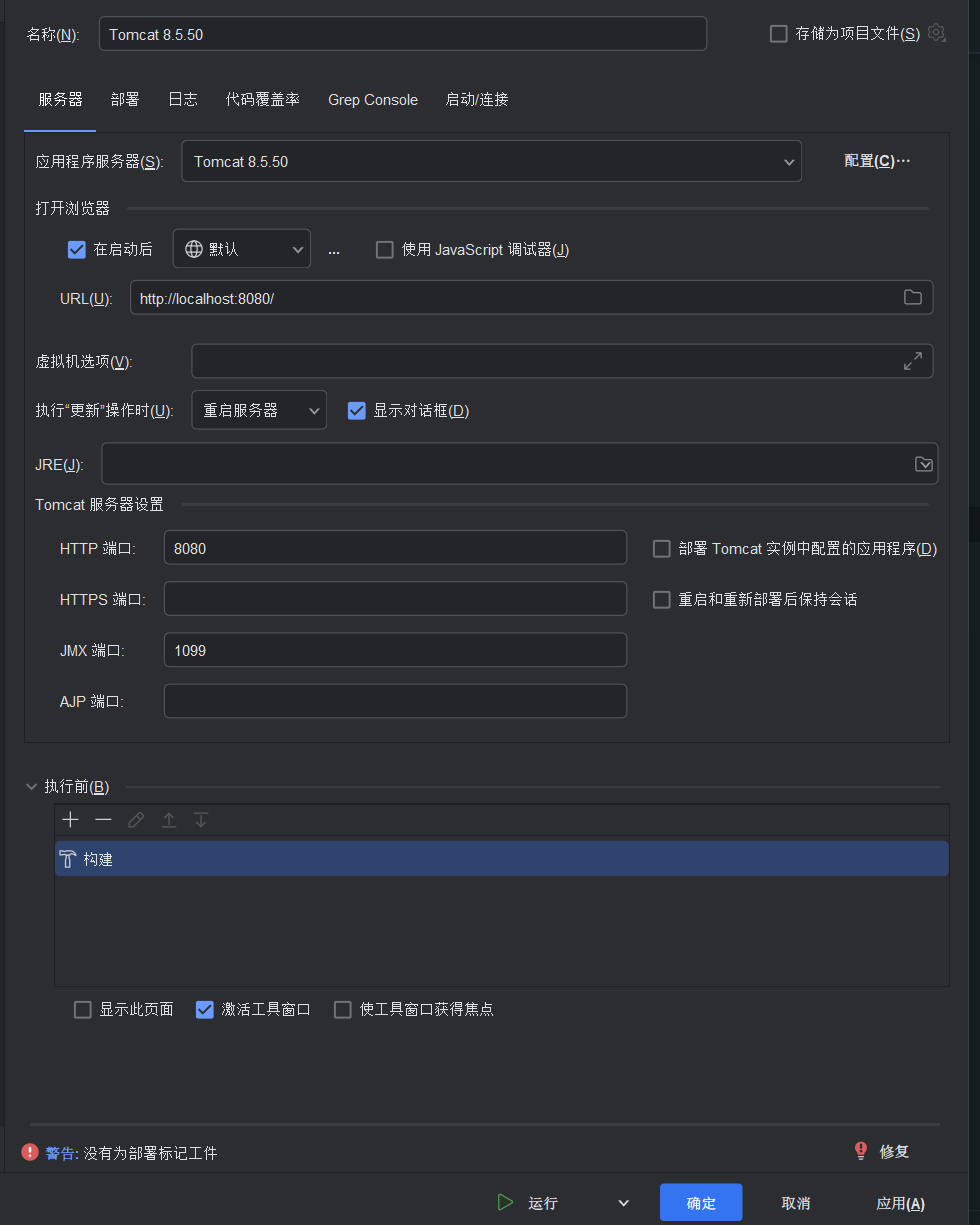 名称(N): Tomcat 8.5.50 存储为项目文件(S)
服务器 部署 日志 代码覆盖率 Grep Console 启动/连接
应用程序服务器(S): Tomcat 8.5.50 配置(C)...
打开浏览器
在启动后 默认 ... 使用 JavaScript 调试器(J)
URL(U): http://localhost:8080/
虚拟机选项(V):
执行“更新”操作时(U): 重启服务器 显示对话框(D)
JRE(J):
Tomcat 服务器设置
HTTP 端口: 8080 部署 Tomcat 实例中配置的应用程序(D)
HTTPS 端口: 重启和重新部署后保持会话
JMX 端口: 1099
AJP 端口:
执行前(B)
构建
显示此页面 激活工具窗口 使工具窗口获得焦点
警告: 没有为部署标记工件 修复
运行 确定 取消 应用(A)